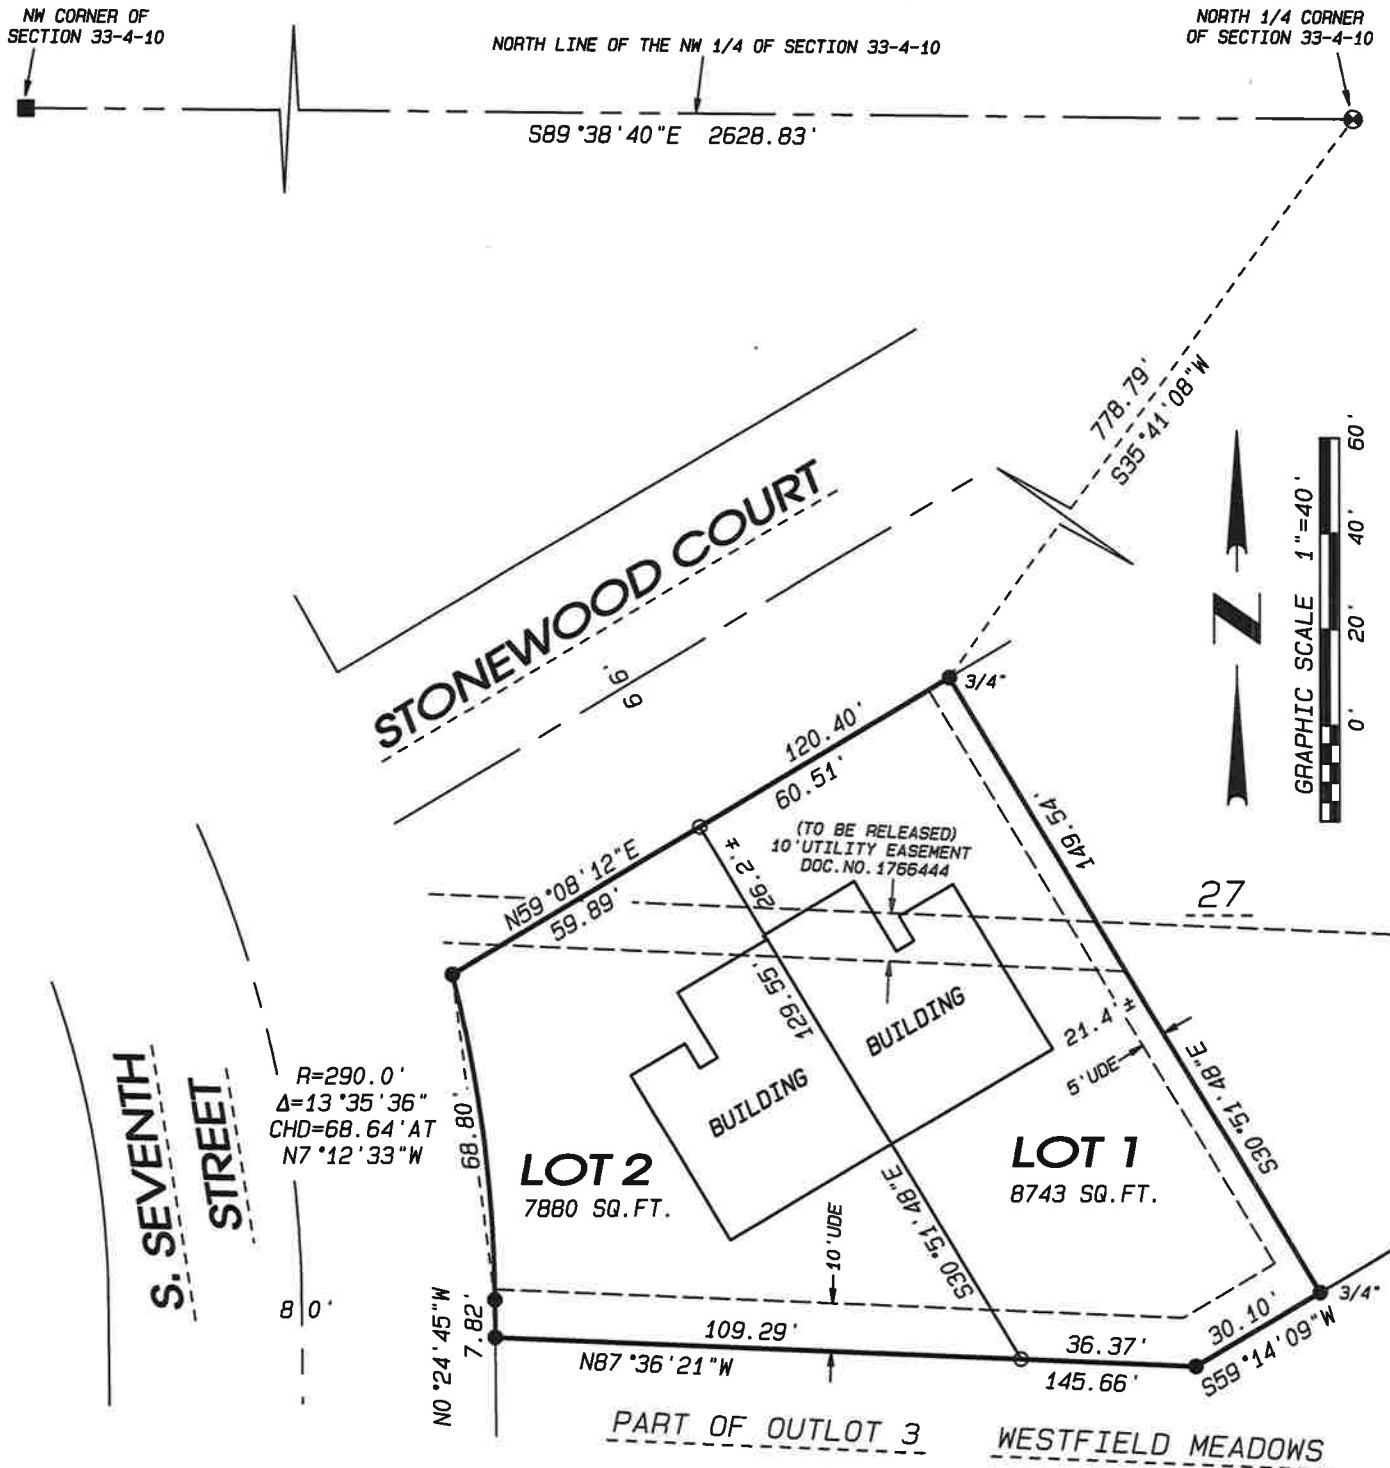 NW CORNER OF
SECTION 33-4-10
NORTH LINE OF THE NW 1/4 OF SECTION 33-4-10
NORTH 1/4 CORNER
OF SECTION 33-4-10
S89°38'40"E 2628.83'
778.79'
S35°41'08"W
STONEWOOD COURT
66'
GRAPHIC SCALE 1"=40'
0' 20' 40' 60'
N
3/4"
120.40'
60.51'
N59°08'12"E
59.89'
26.2'±
(TO BE RELEASED)
10'UTILITY EASEMENT
DOC.NO.1766444
149.54'
27
129.55'
BUILDING
BUILDING
21.4'±
5'UDE
S30°51'48"E
S. SEVENTH
STREET
R=290.0'
Δ=13°35'36"
CHD=68.64'AT
N7°12'33"W
68.80'
LOT 2
7880 SQ.FT.
LOT 1
8743 SQ.FT.
S30°51'48"E
10'UDE
80'
N0°24'45"W
7.82'
109.29'
N87°36'21"W
36.37'
145.66'
30.10'
S59°14'09"W
3/4"
PART OF OUTLOT 3
WESTFIELD MEADOWS